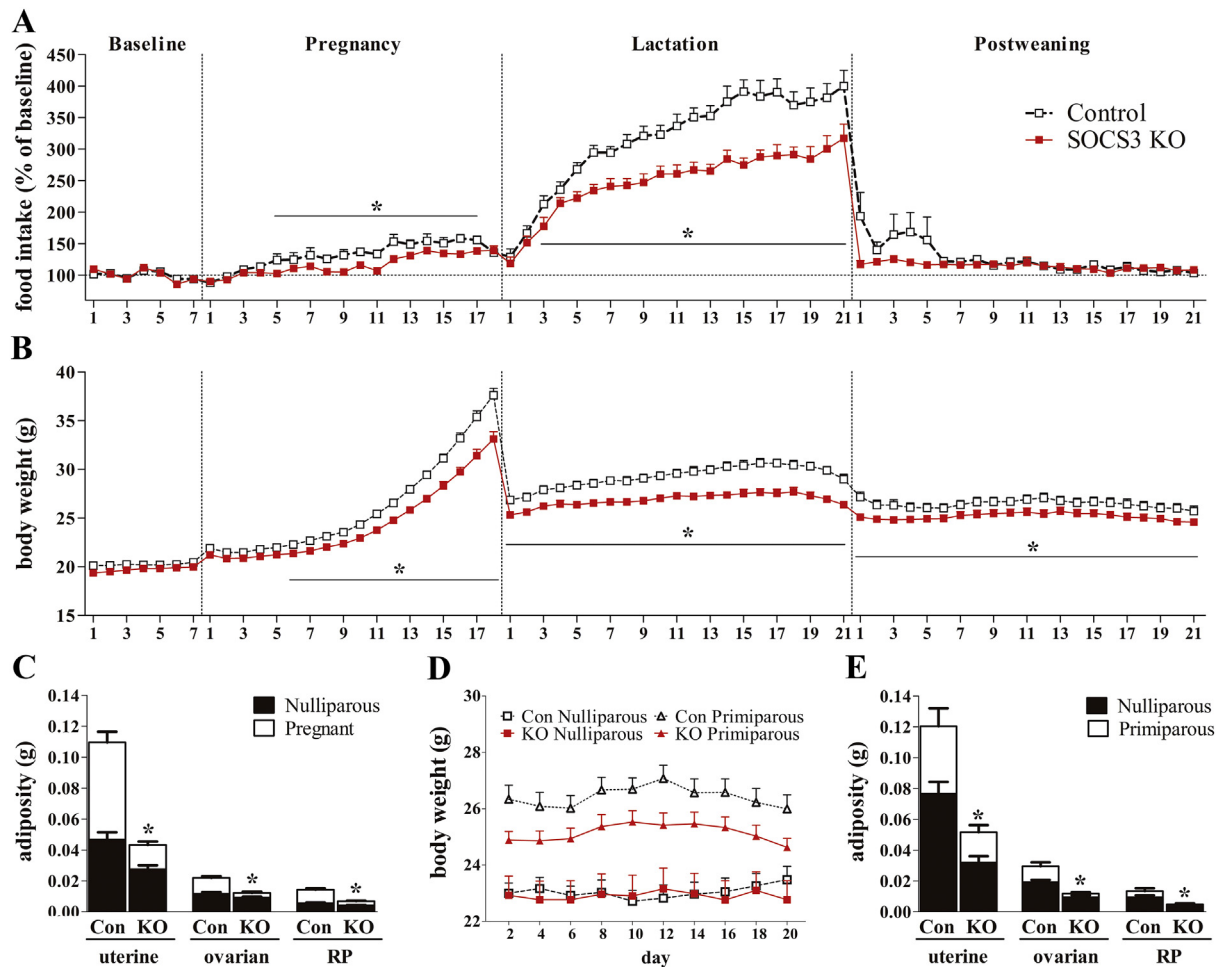 A
Baseline Pregnancy Lactation Postweaning
food intake (% of baseline)
450
400
350
300
250
200
150
100
* *
Control
SOCS3 KO
1 3 5 7 1 3 5 7 9 11 13 15 17 1 3 5 7 9 11 13 15 17 19 21 1 3 5 7 9 11 13 15 17 19 21
B
body weight (g)
40
35
30
25
20
15
* * *
1 3 5 7 1 3 5 7 9 11 13 15 17 1 3 5 7 9 11 13 15 17 19 21 1 3 5 7 9 11 13 15 17 19 21
C
adiposity (g)
0.14
0.12
0.10
0.08
0.06
0.04
0.02
0.00
Nulliparous
Pregnant
* * *
Con KO Con KO Con KO
uterine ovarian RP
D
body weight (g)
30
28
26
24
22
Con Nulliparous Con Primiparous
KO Nulliparous KO Primiparous
2 4 6 8 10 12 14 16 18 20
day
E
adiposity (g)
0.14
0.12
0.10
0.08
0.06
0.04
0.02
0.00
Nulliparous
Primiparous
* * *
Con KO Con KO Con KO
uterine ovarian RP